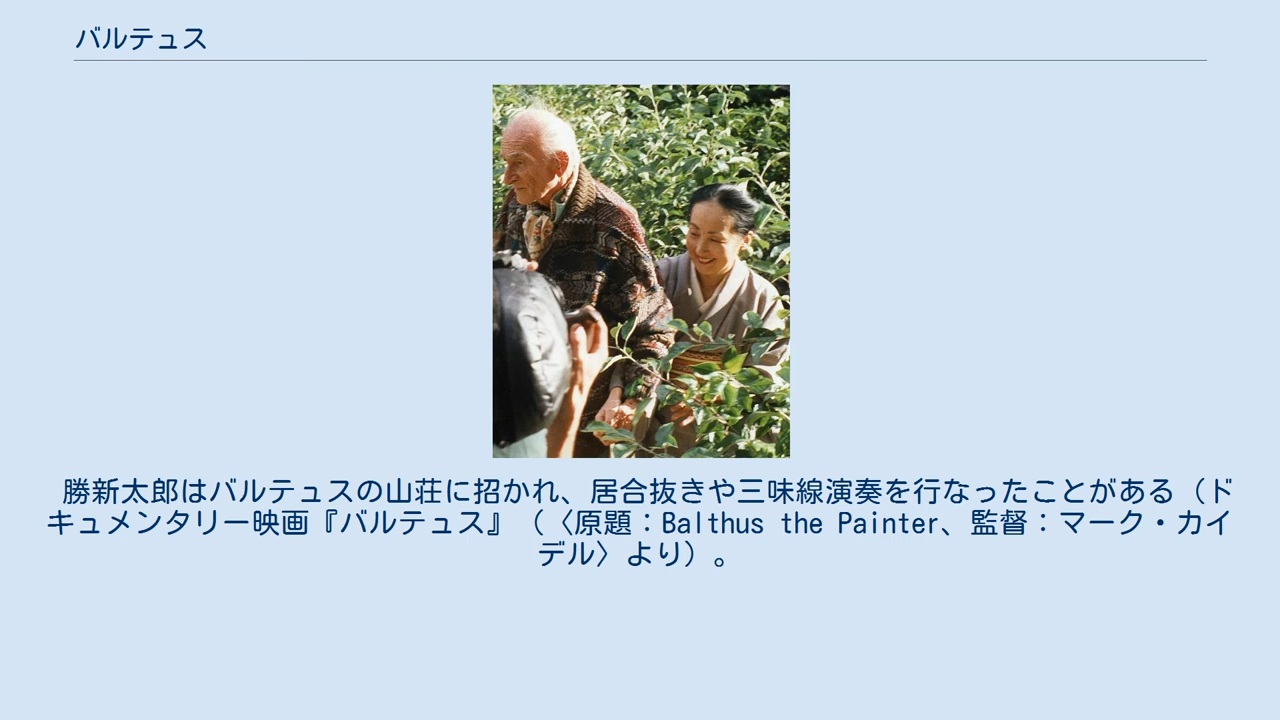 バルテュス
勝新太郎はバルテュスの山荘に招かれ、居合抜きや三味線演奏を行なったことがある（ド
キュメンタリー映画『バルテュス』（〈原題：Balthus the Painter、監督：マーク・カイ
デル〉より）。